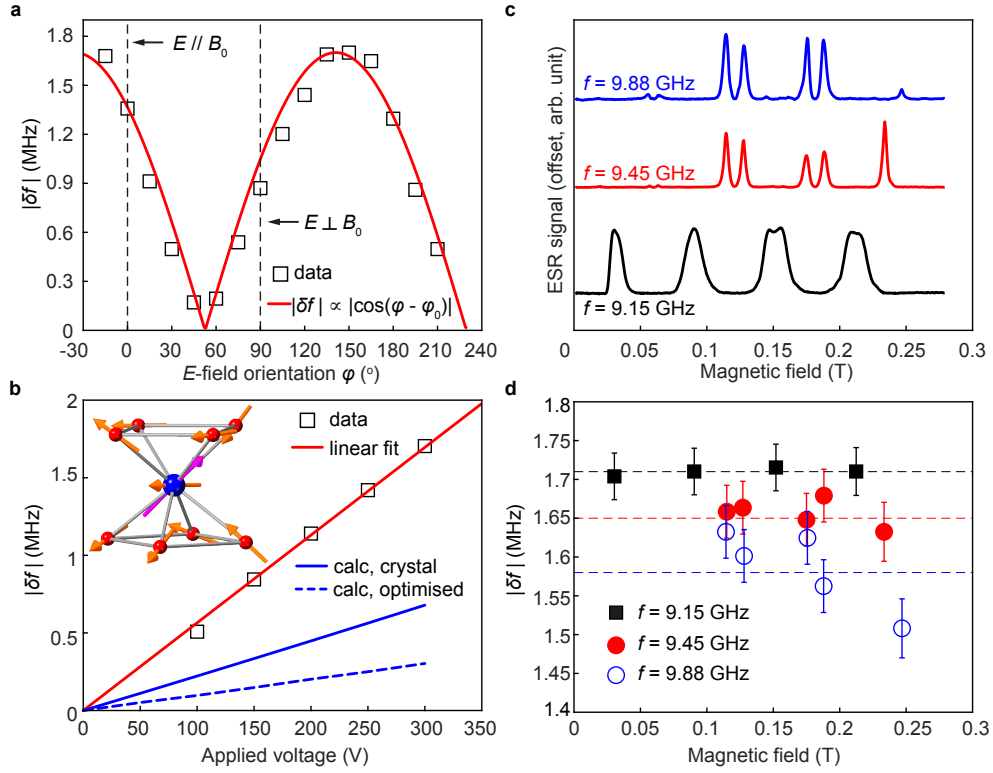 a
|δf| (MHz)
1.8
1.5
1.2
0.9
0.6
0.3
0
E // B₀
E ⊥ B₀
data
|δf| ∝ |cos(φ - φ₀)|
-30 0 30 60 90 120 150 180 210 240
E-field orientation φ (°)
b
|δf| (MHz)
2
1.5
1
0.5
0
data
linear fit
calc, crystal
calc, optimised
0 50 100 150 200 250 300 350
Applied voltage (V)
c
ESR signal (offset, arb. unit)
f = 9.88 GHz
f = 9.45 GHz
f = 9.15 GHz
0 0.05 0.1 0.15 0.2 0.25 0.3
Magnetic field (T)
d
|δf| (MHz)
1.8
1.75
1.7
1.65
1.6
1.55
1.5
1.45
1.4
f = 9.15 GHz
f = 9.45 GHz
f = 9.88 GHz
0 0.05 0.1 0.15 0.2 0.25 0.3
Magnetic field (T)